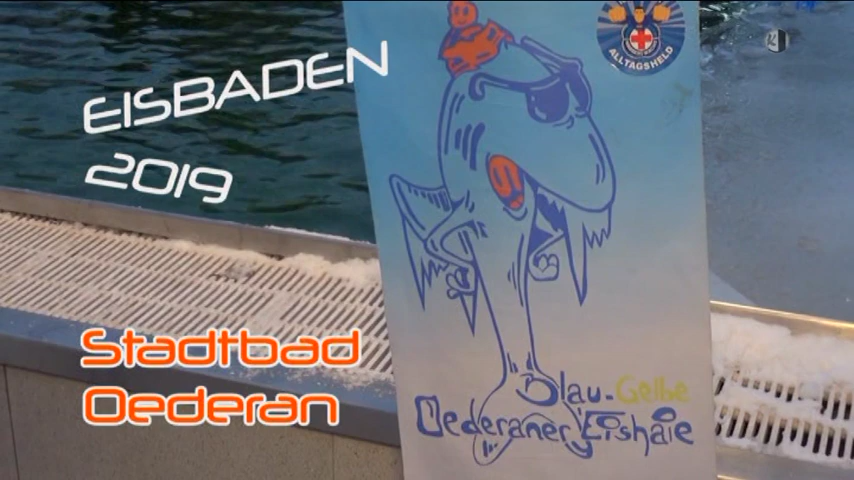 EISBADEN
2019
ALLTAGSHELD
Stadtbad
Oederan
Blau-Gelbe
Oederaner Eishaie